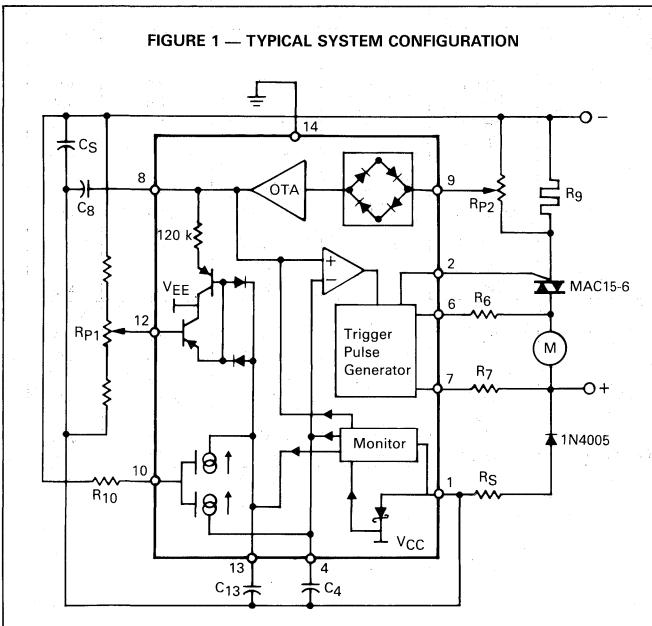 FIGURE 1 — TYPICAL SYSTEM CONFIGURATION
14
−
CS
8
OTA
9
C8
RP2
R9
120 k
+
−
2
VEE
MAC15-6
6
R6
RP1
12
Trigger
Pulse
Generator
M
7
R7
+
Monitor
1N4005
10
R10
1
RS
VCC
13
4
C13
C4